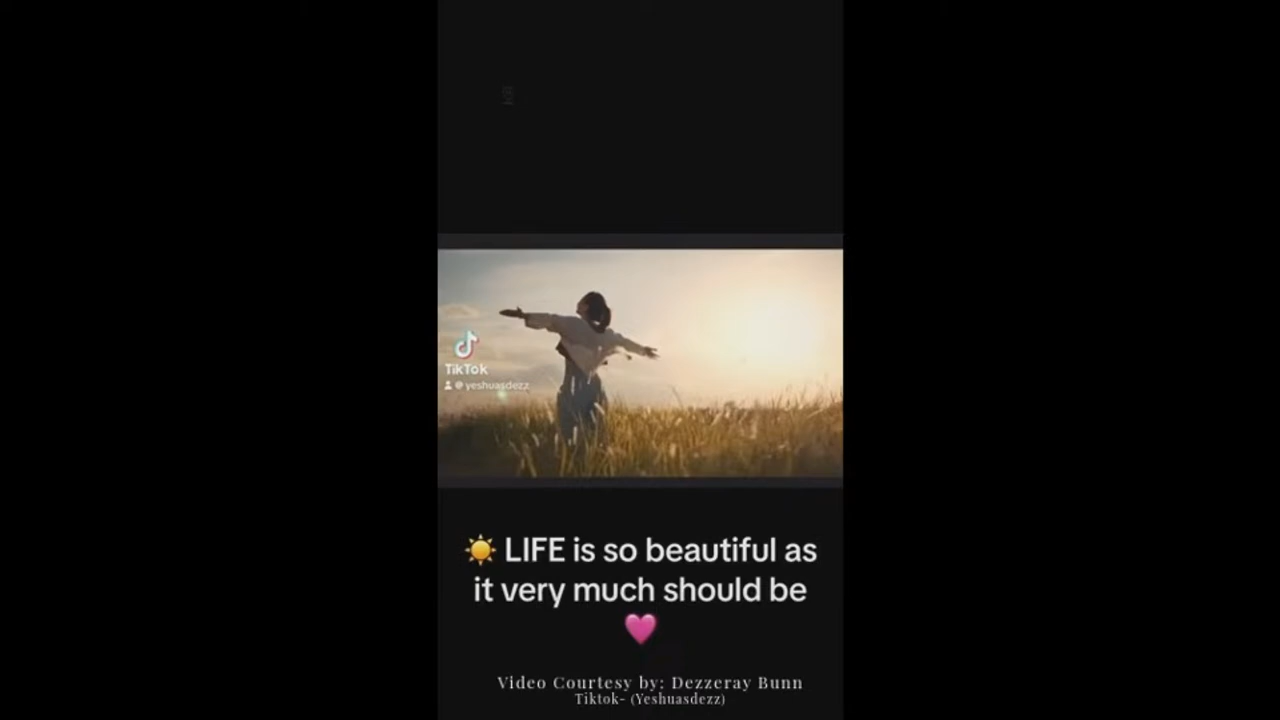 TikTok
@ yeshuasdezz
☀️ LIFE is so beautiful as
it very much should be
🩷
Video Courtesy by: Dezzeray Bunn
Tiktok- (Yeshuasdezz)